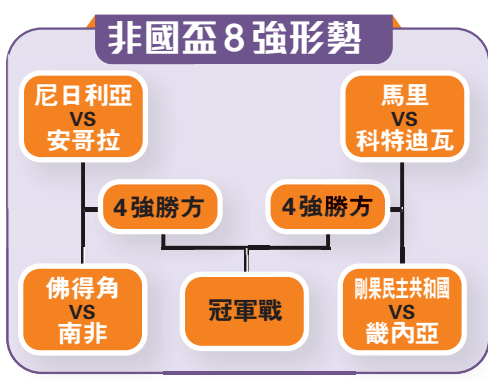 非國盃8強形勢
尼日利亞
VS
安哥拉
馬里
VS
科特迪瓦
4強勝方
4強勝方
佛得角
VS
南非
冠軍戰
剛果民主共和國
VS
畿內亞